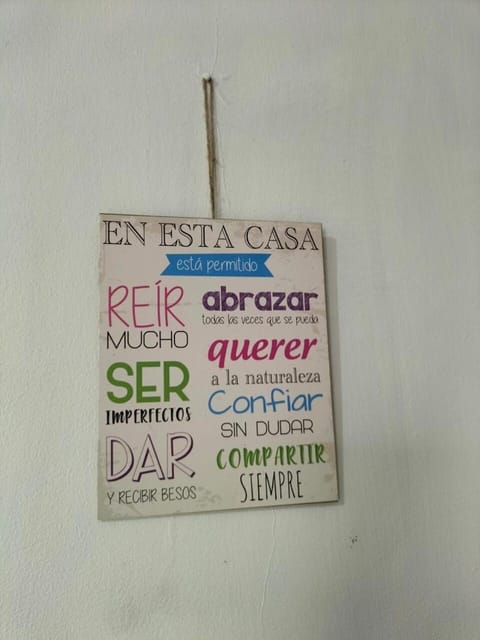 EN ESTA CASA
está permitido
REÍR
MUCHO
SER
IMPERFECTOS
DAR
Y RECIBIR BESOS
abrazar
todas las veces que se pueda
querer
a la naturaleza
Confiar
SIN DUDAR
COMPARTIR
SIEMPRE